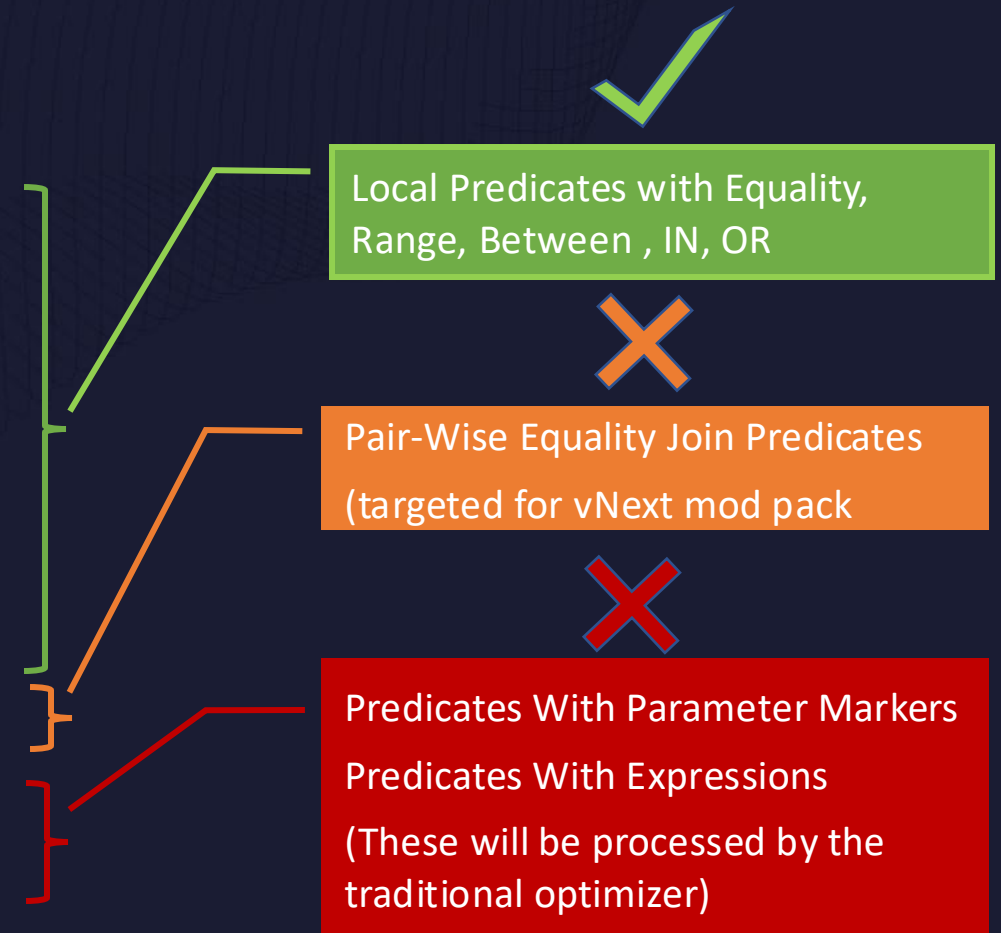 Local Predicates with Equality,
Range, Between , IN, OR
Pair-Wise Equality Join Predicates
(targeted for vNext mod pack
Predicates With Parameter Markers
Predicates With Expressions
(These will be processed by the
traditional optimizer)